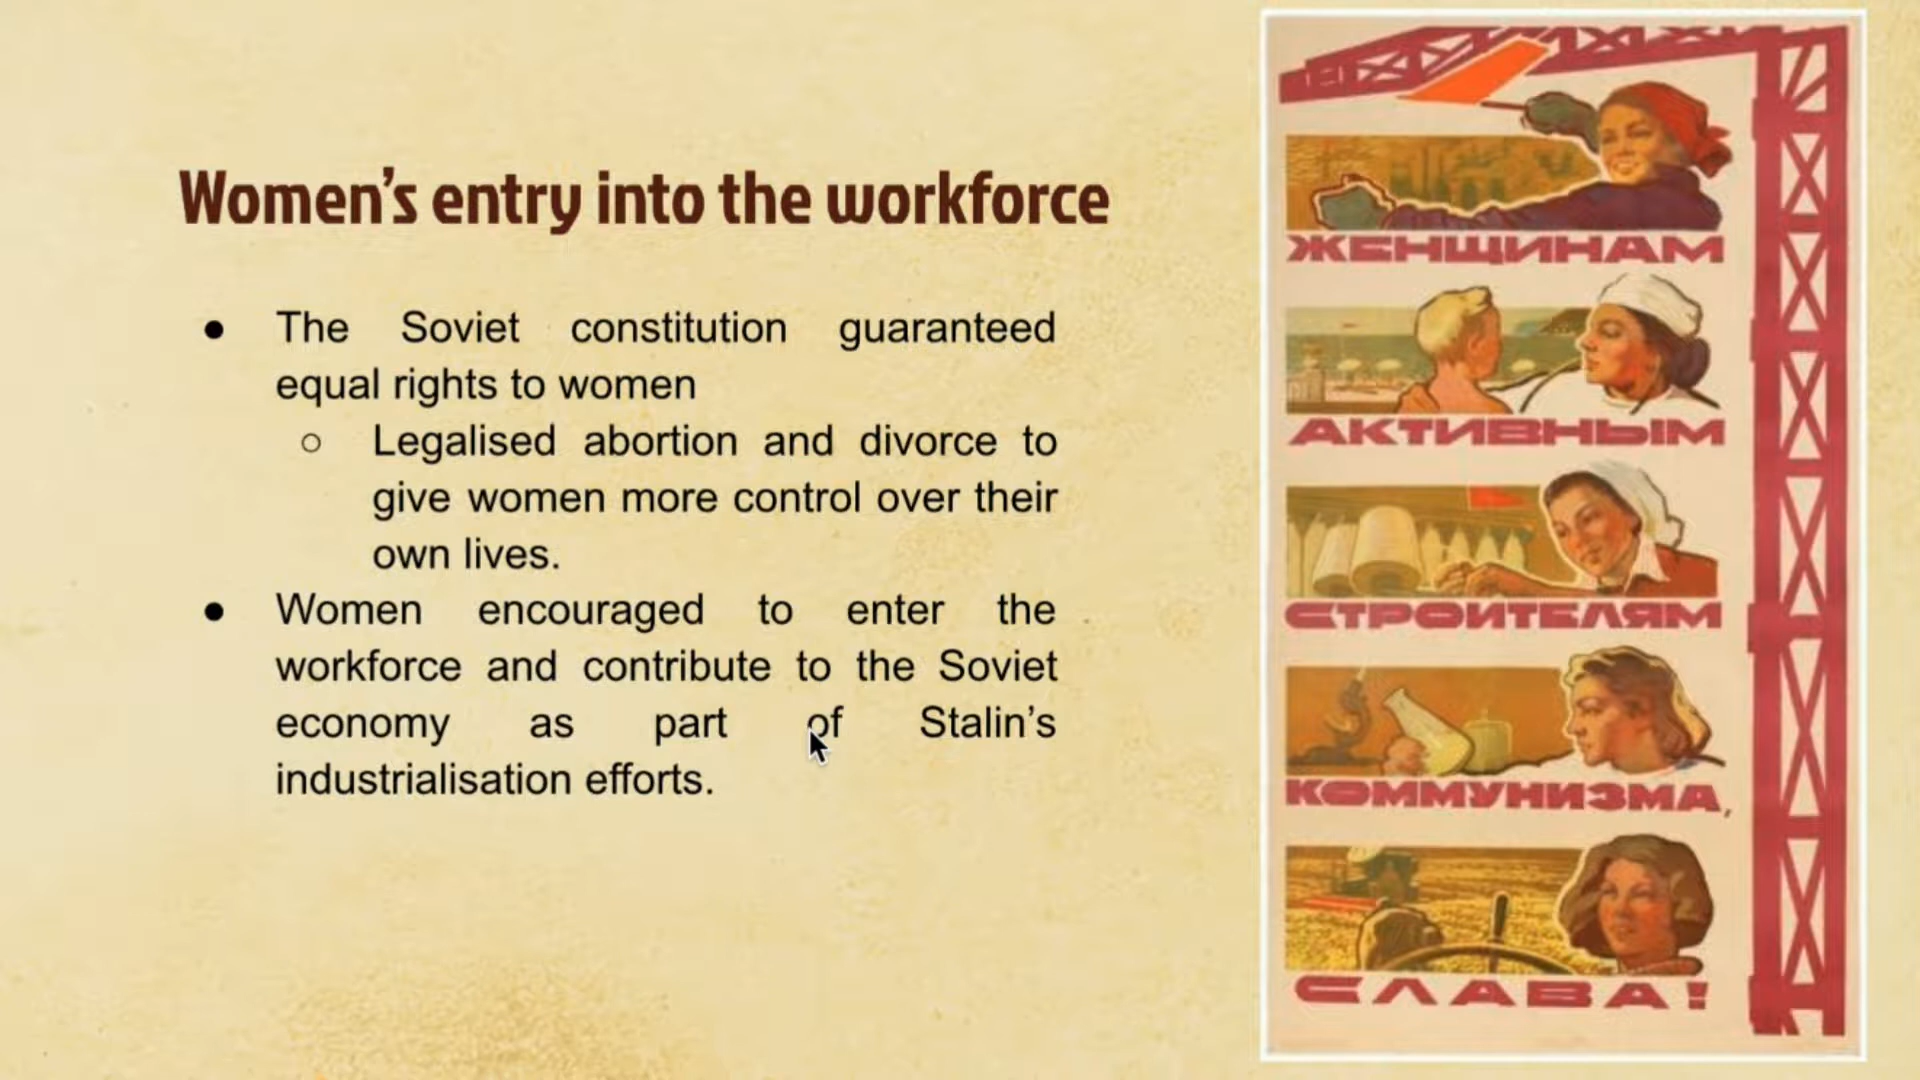 Women's entry into the workforce
● The Soviet constitution guaranteed
equal rights to women
○ Legalised abortion and divorce to
give women more control over their
own lives.
● Women encouraged to enter the
workforce and contribute to the Soviet
economy as part of Stalin's
industrialisation efforts.
ЖЕНЩИНАМ
АКТИВНЫМ
СТРОИТЕЛЯМ
КОММУНИЗМА,
СЛАВА!